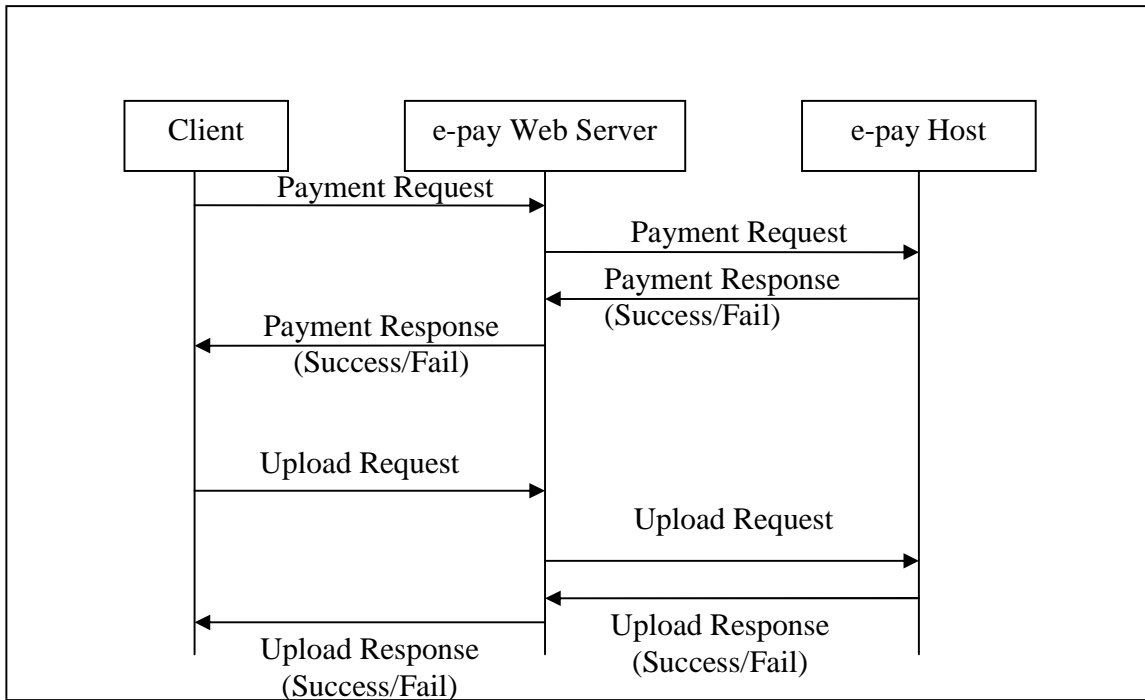 Client
e-pay Web Server
e-pay Host
Payment Request
Payment Request
Payment Response
(Success/Fail)
Payment Response
(Success/Fail)
Upload Request
Upload Request
Upload Response
(Success/Fail)
Upload Response
(Success/Fail)